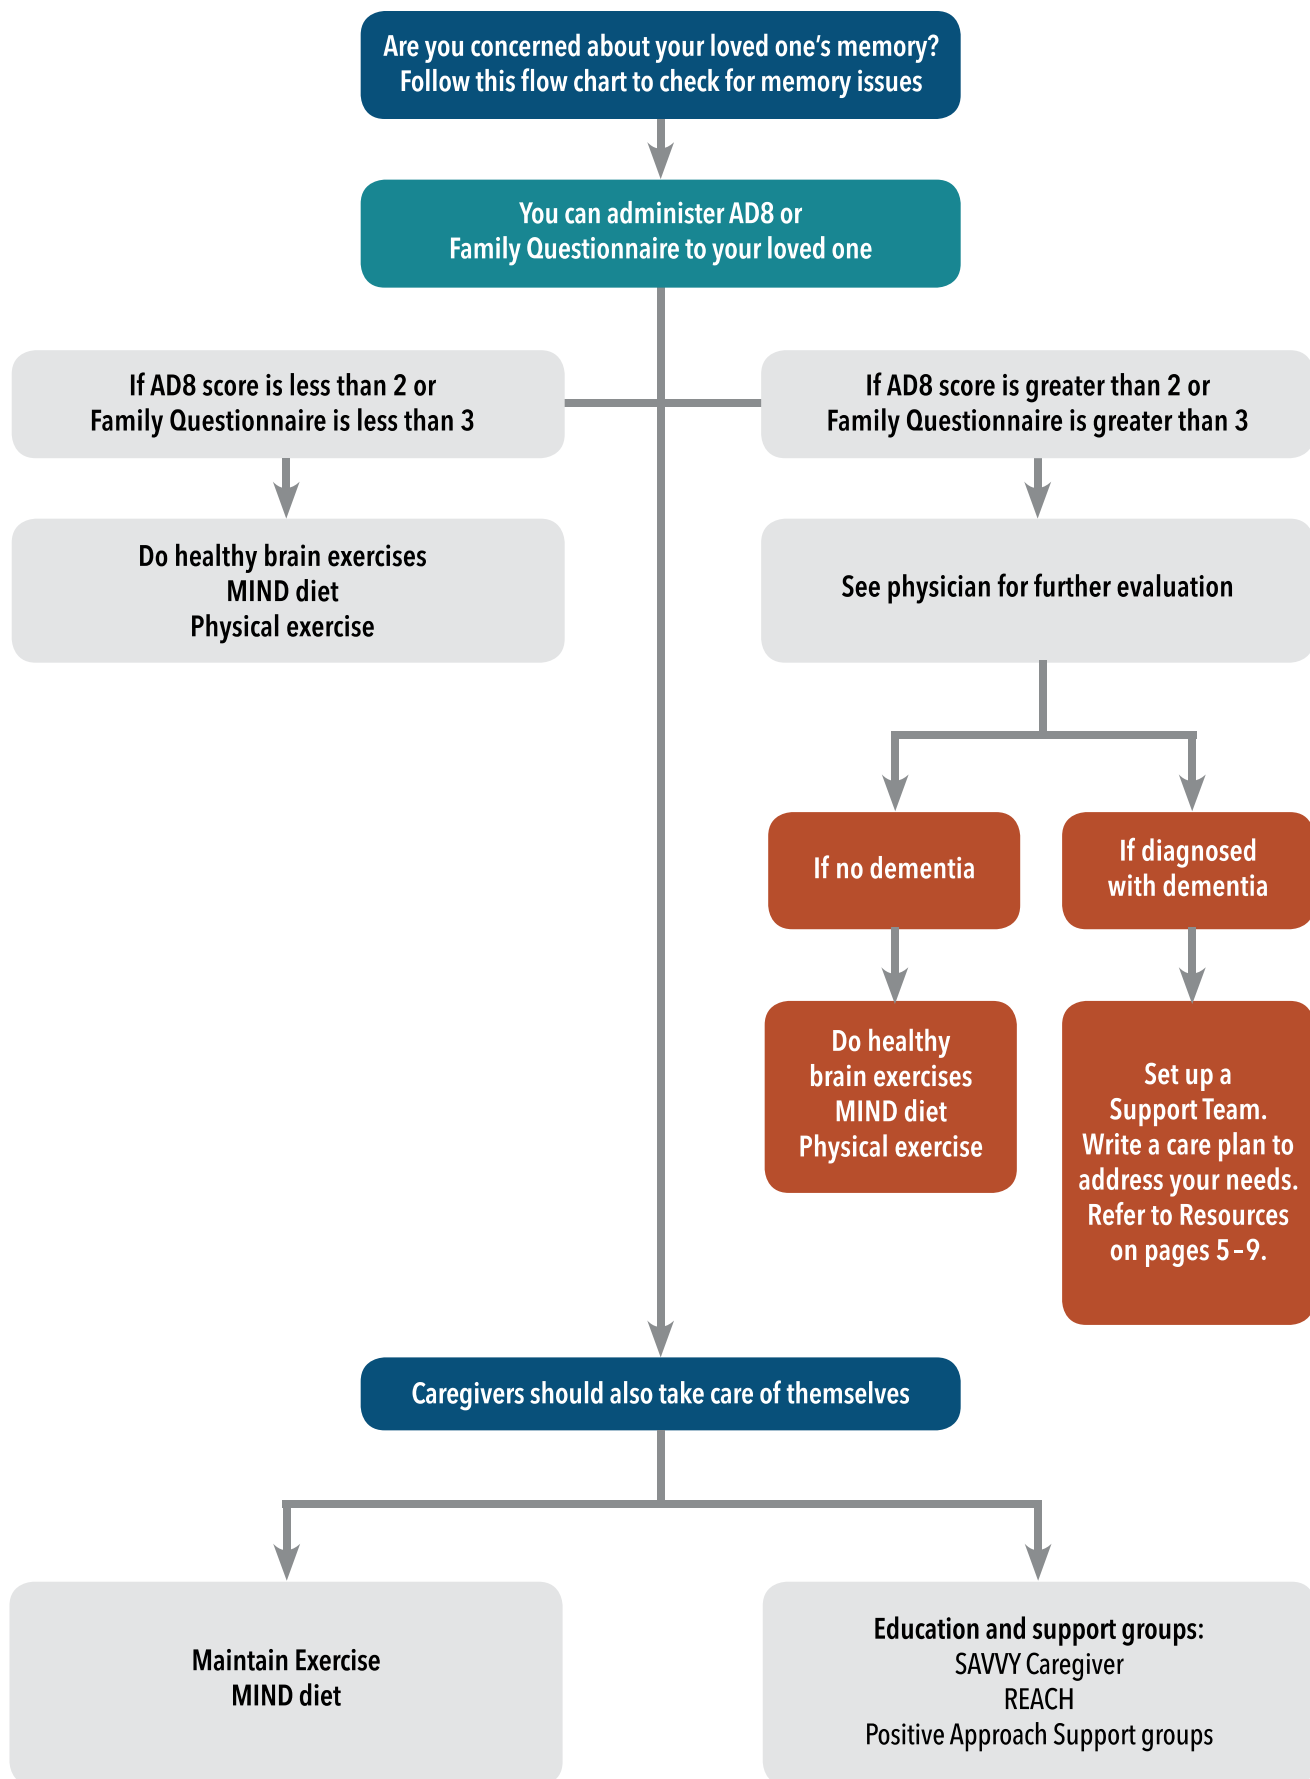 Are you concerned about your loved one's memory?
Follow this flow chart to check for memory issues
You can administer AD8 or
Family Questionnaire to your loved one
If AD8 score is less than 2 or
Family Questionnaire is less than 3
If AD8 score is greater than 2 or
Family Questionnaire is greater than 3
Do healthy brain exercises
MIND diet
Physical exercise
See physician for further evaluation
If no dementia
If diagnosed
with dementia
Do healthy
brain exercises
MIND diet
Physical exercise
Set up a
Support Team.
Write a care plan to
address your needs.
Refer to Resources
on pages 5–9.
Caregivers should also take care of themselves
Maintain Exercise
MIND diet
Education and support groups:
SAVVY Caregiver
REACH
Positive Approach Support groups